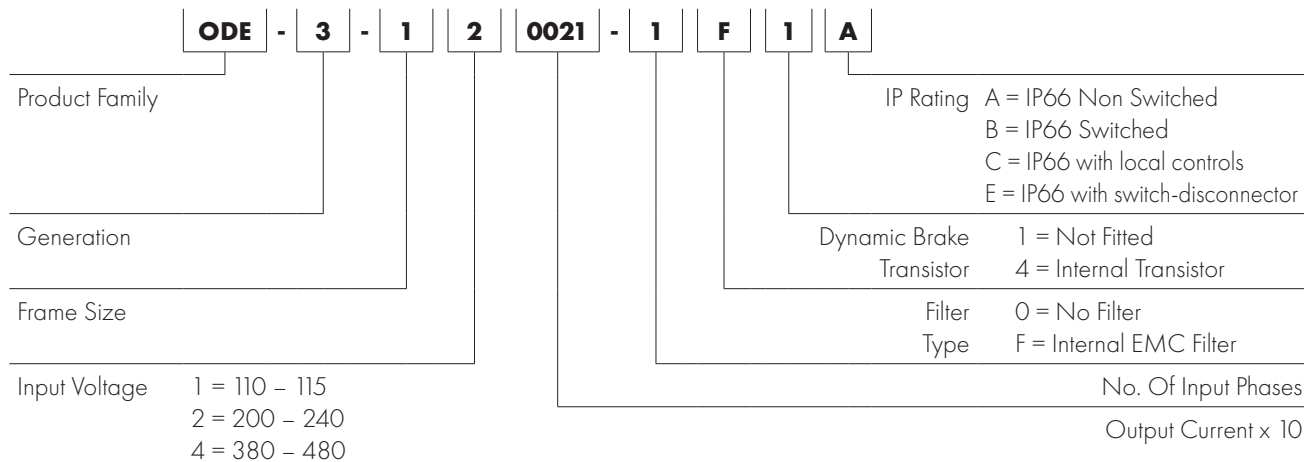 ODE - 3 - 1 2 0021 - 1 F 1 A
Product Family
IP Rating A = IP66 Non Switched
B = IP66 Switched
C = IP66 with local controls
E = IP66 with switch-disconnector
Generation
Dynamic Brake 1 = Not Fitted
Transistor 4 = Internal Transistor
Frame Size
Filter 0 = No Filter
Type F = Internal EMC Filter
Input Voltage 1 = 110 – 115
2 = 200 – 240
4 = 380 – 480
No. Of Input Phases
Output Current x 10